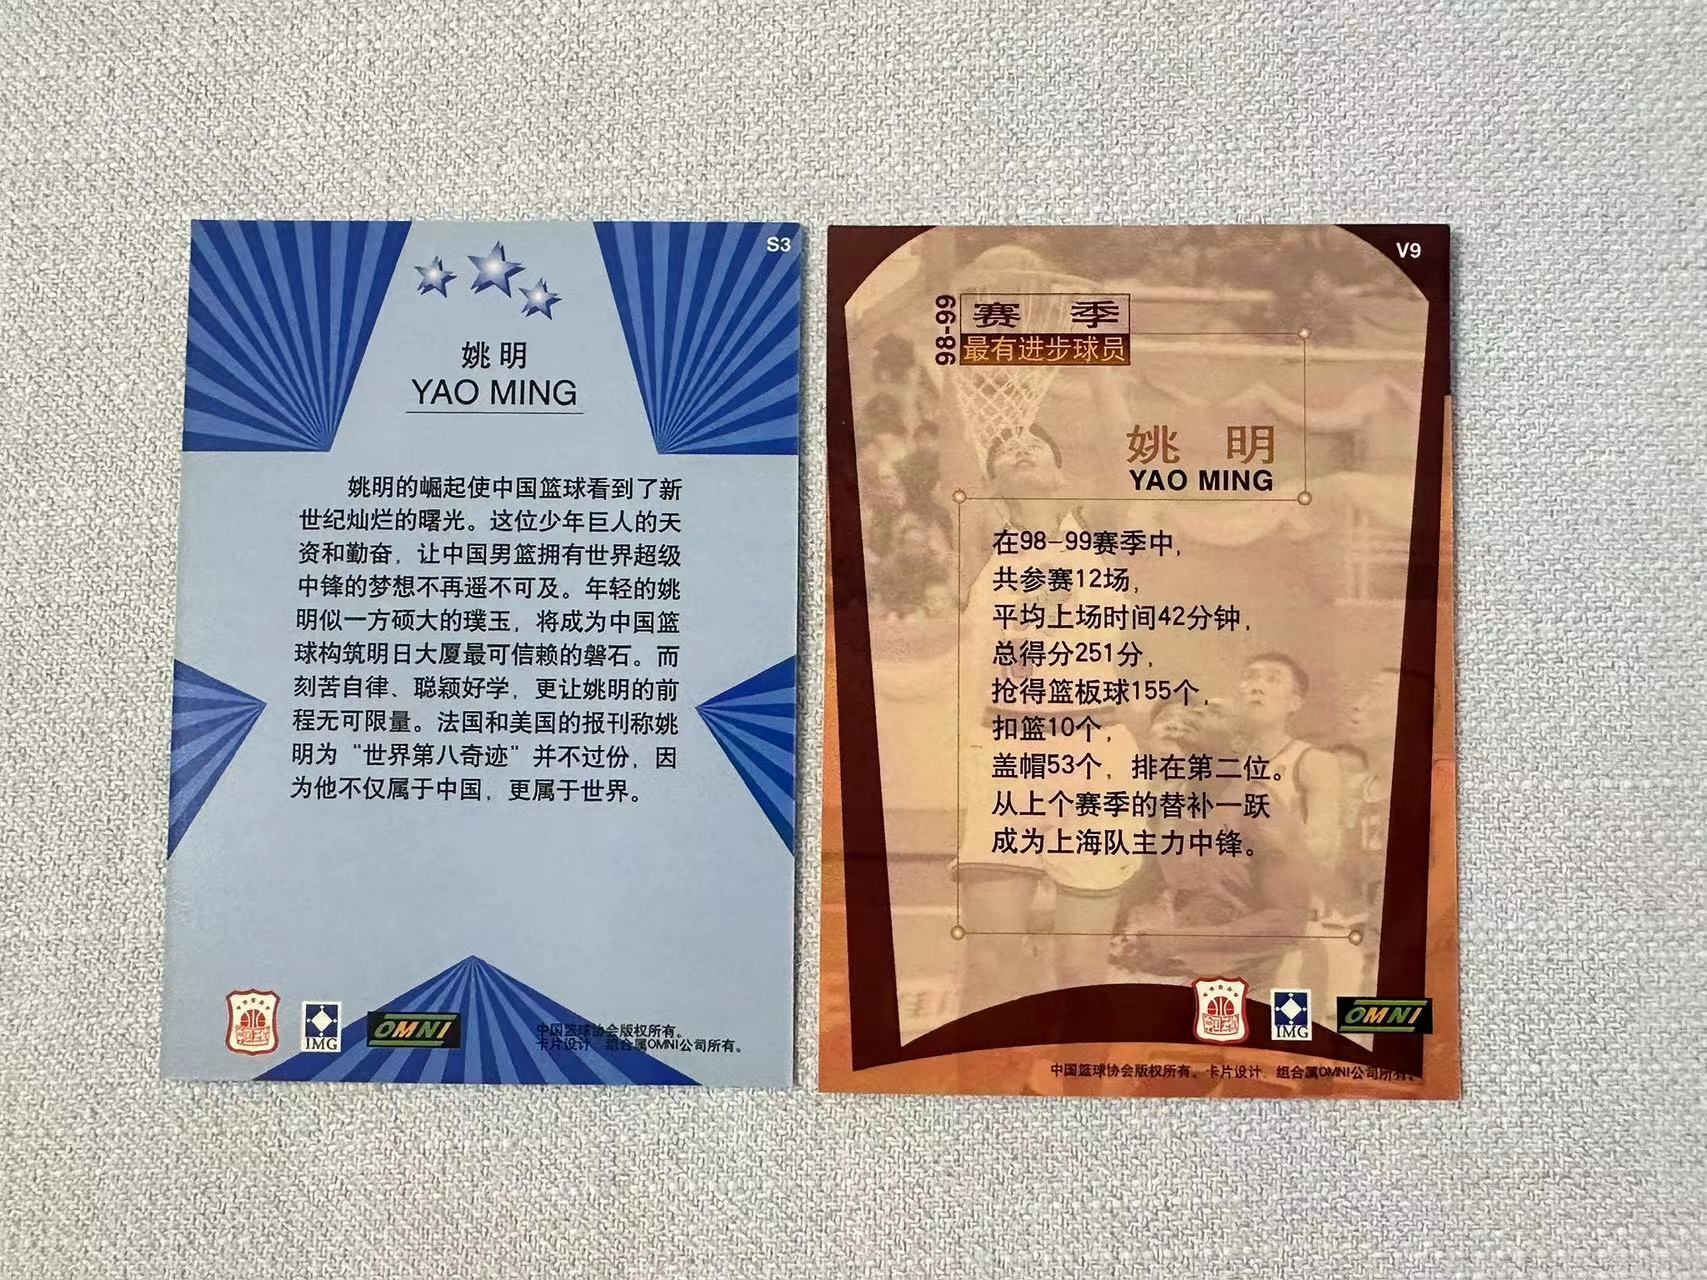 S3
姚明
YAO MING
姚明的崛起使中国篮球看到了新
世纪灿烂的曙光。这位少年巨人的天
资和勤奋，让中国男篮拥有世界超级
中锋的梦想不再遥不可及。年轻的姚
明似一方硕大的璞玉，将成为中国篮
球构筑明日大厦最可信赖的磐石。而
刻苦自律、聪颖好学，更让姚明的前
程无可限量。法国和美国的报刊称姚
明为“世界第八奇迹”并不过份，因
为他不仅属于中国，更属于世界。
IMG
OMNI
中国篮球协会版权所有。
卡片设计、组合属OMNI公司所有。
V9
98-99
赛 季
最有进步球员
姚 明
YAO MING
在98-99赛季中，
共参赛12场，
平均上场时间42分钟，
总得分251分，
抢得篮板球155个，
扣篮10个，
盖帽53个，排在第二位。
从上个赛季的替补一跃
成为上海队主力中锋。
IMG
OMNI
中国篮球协会版权所有。卡片设计、组合属OMNI公司所有。